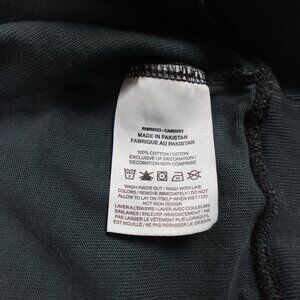 MADE IN PAKISTAN
FABRIQUÉ AU PAKISTAN
100% COTTON / COTON
EXCLUSIVE OF DECORATION /
DECORATION NON COMPRISE
WASH INSIDE OUT / WASH WITH LIKE
COLORS / REMOVE IMMEDIATELY / DO NOT
ALLOW TO LAY ON ITSELF WHEN WET / DO
NOT IRON DESIGN
LAVER A L'ENVERS / LAVER AVEC COULEURS
SIMILAIRES / ENLEVER IMMEDIATEMENT / PAS
LAISSER LE VÊTEMENT PLIÉ LORSQU'IL
EST MOUILLÉ / NE PAS REPASSER LE DESSIN